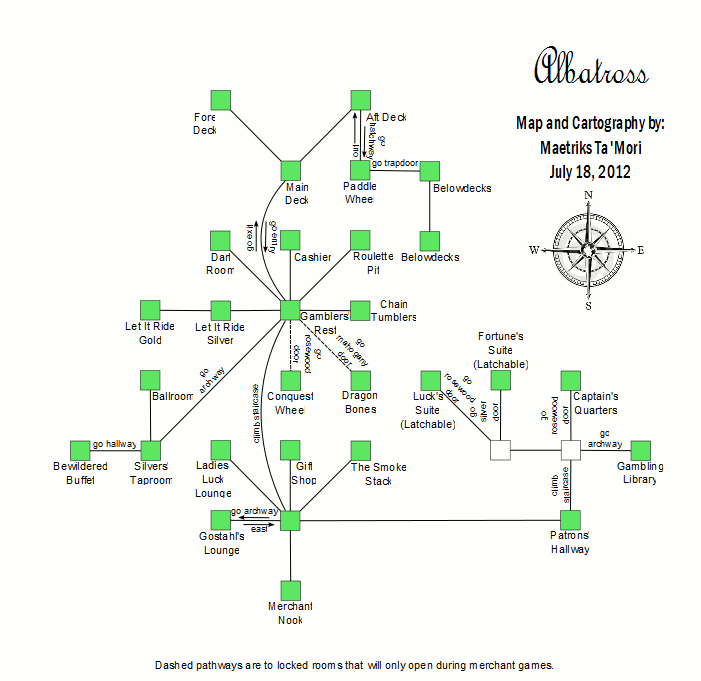 Albatross
Map and Cartography by:
Maetriks Ta'Mori
July 18, 2012
N
W
E
S
Fore
Deck
Aft Deck
go
hatchway
out
go trapdoor
Main
Deck
Paddle
Wheel
Belowdecks
go exit
go entry
Dart
Room
Cashier
Roulette
Pit
Belowdecks
Let It Ride
Gold
Let It Ride
Silver
Gamblers
Rest
Chain
Tumblers
go
archway
go
rosewood
door
go
mahogany
door
climb staircase
Fortune's
Suite
(Latchable)
Ballroom
Conquest
Wheel
Dragon
Bones
Luck's
Suite
(Latchable)
go
rosewood
door
go
silver
door
go
rosewood
door
Captain's
Quarters
go hallway
Bewildered
Buffet
Silvers'
Taproom
Ladies
Luck
Lounge
Gift
Shop
The Smoke
Stack
go
archway
Gambling
Library
climb
staircase
go archway
east
Gostahl's
Lounge
Patrons'
Hallway
Merchant
Nook
Dashed pathways are to locked rooms that will only open during merchant games.